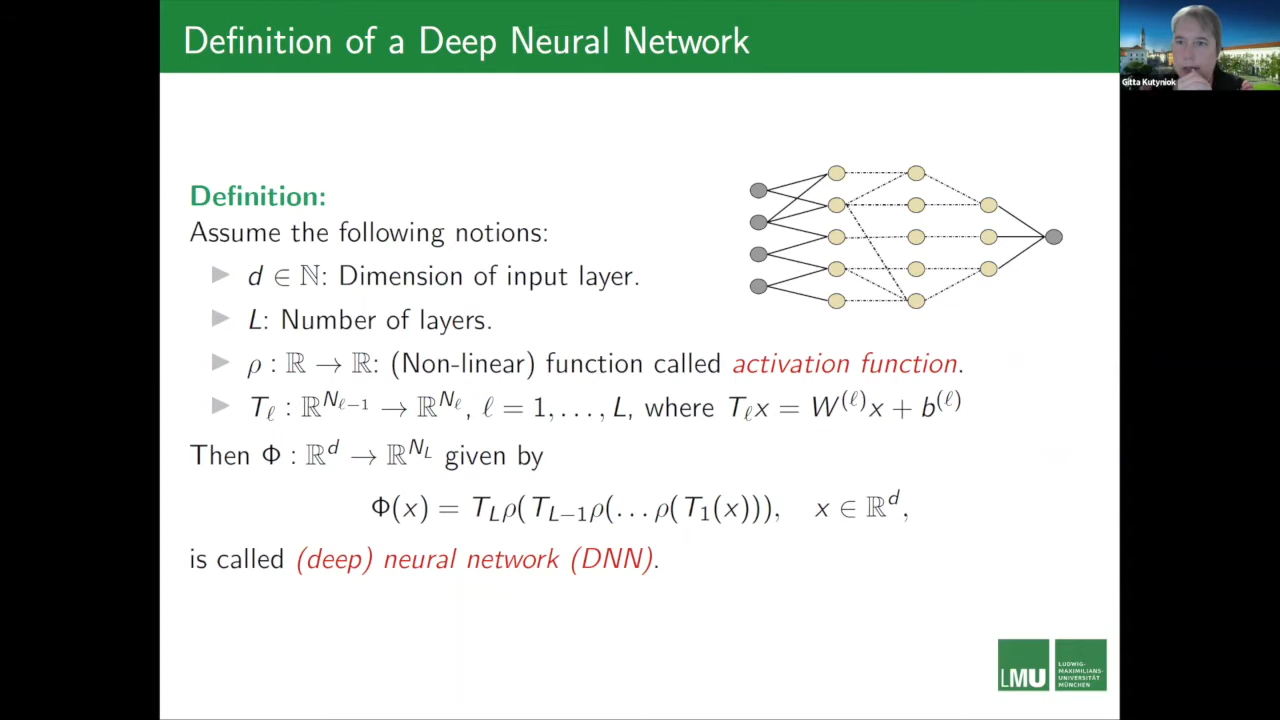 Definition of a Deep Neural Network
Gitta Kutyniok
Definition:
Assume the following notions:
▶ d ∈ ℕ: Dimension of input layer.
▶ L: Number of layers.
▶ ρ : ℝ → ℝ: (Non-linear) function called activation function.
▶ T_ℓ : ℝ^{N_{ℓ−1}} → ℝ^{N_ℓ}, ℓ = 1, . . . , L, where T_ℓ x = W^{(ℓ)} x + b^{(ℓ)}
Then Φ : ℝ^d → ℝ^{N_L} given by
Φ(x) = T_L ρ(T_{L−1} ρ(. . . ρ(T_1(x)))), x ∈ ℝ^d,
is called (deep) neural network (DNN).
LMU
LUDWIG-
MAXIMILIANS-
UNIVERSITÄT
MÜNCHEN